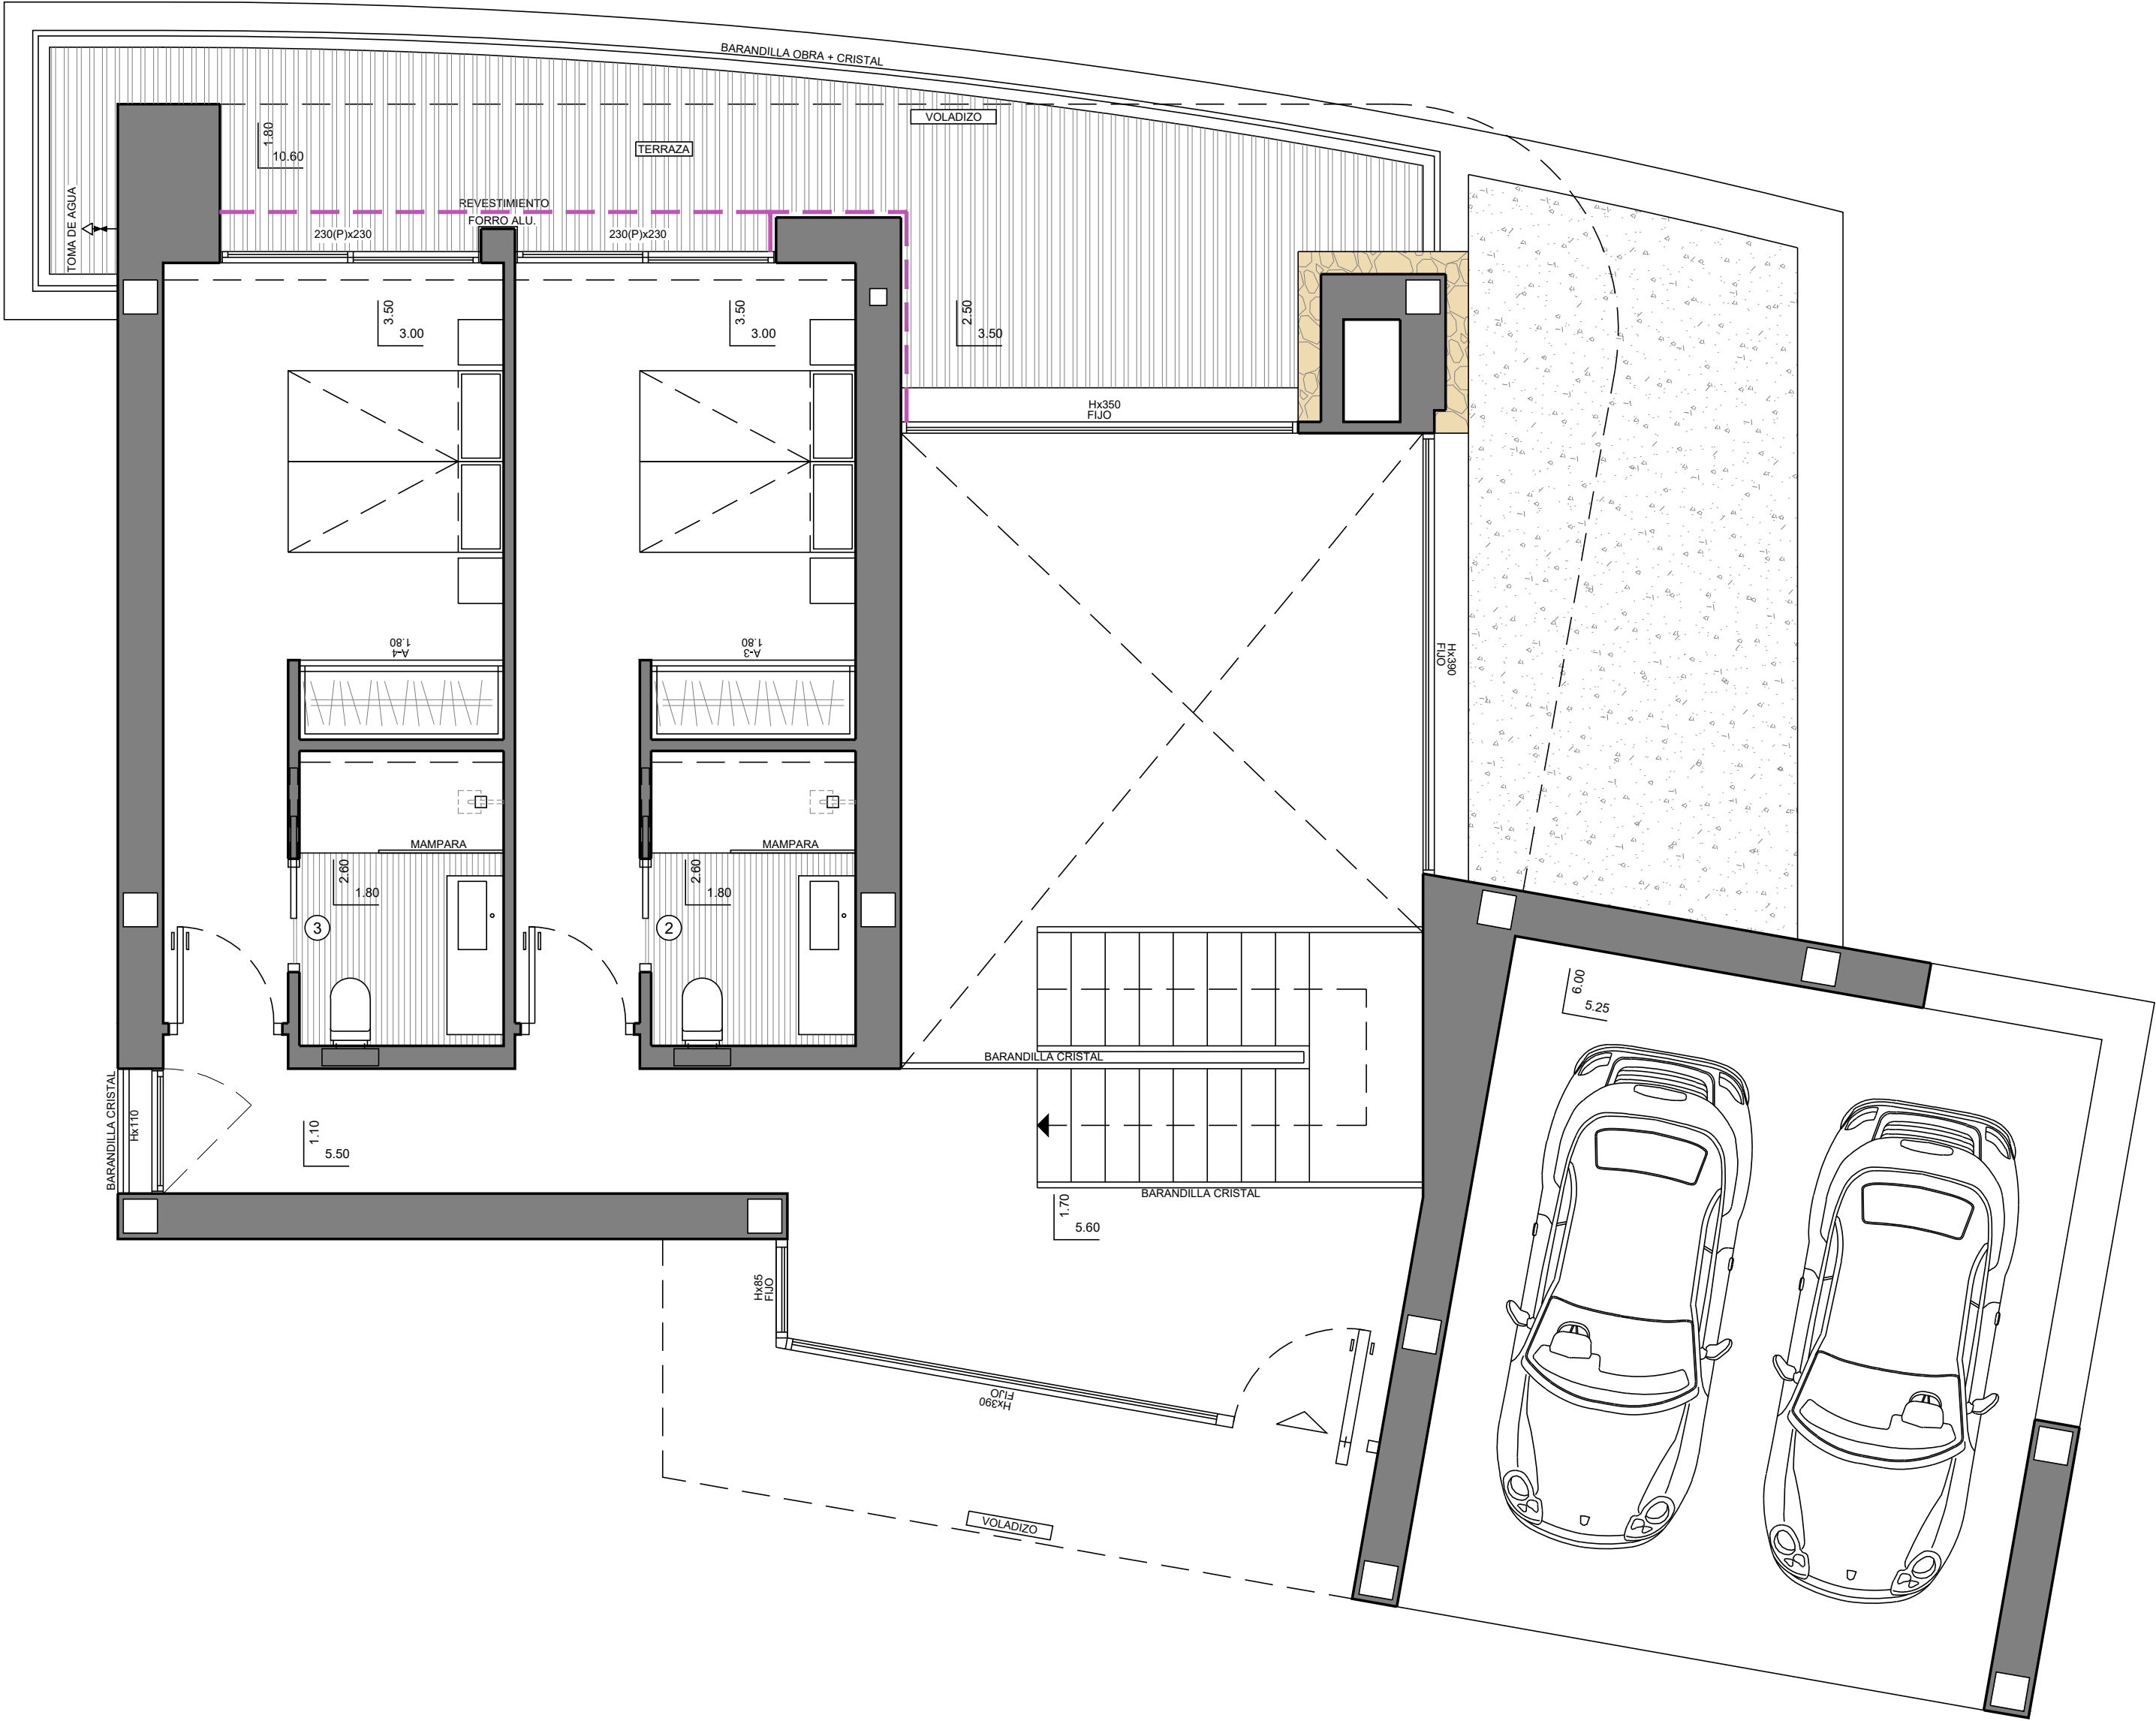 BARANDILLA OBRA + CRISTAL
VOLADIZO
1.80
10.60
TERRAZA
TOMA DE AGUA
REVESTIMIENTO
FORRO ALU.
230(P)x230
230(P)x230
3.50
3.00
3.50
3.00
2.50
3.50
Hx350
FIJO
A-4
1.80
A-3
1.80
Hx390
FIJO
MAMPARA
MAMPARA
2.60
1.80
2.60
1.80
3
2
6.00
5.25
BARANDILLA CRISTAL
BARANDILLA CRISTAL
Hx110
1.10
5.50
BARANDILLA CRISTAL
1.70
5.60
Hx85
FIJO
Hx390
FIJO
VOLADIZO